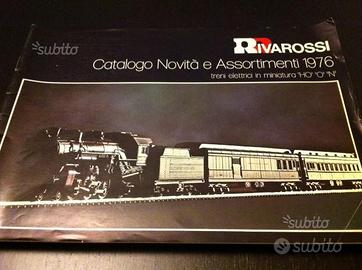 subito
RIVAROSSI
Catalogo Novità e Assortimenti 1976
treni elettrici in miniatura 'HO' 'O' 'N'
subito
subito